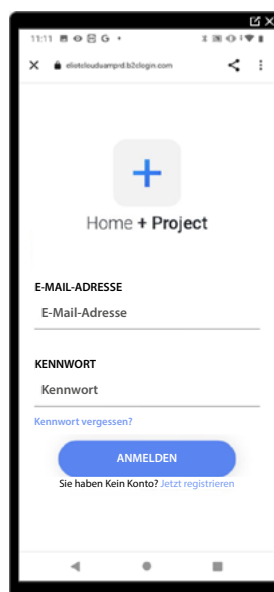 11:11 G
eliotclouduamprd.b2clogin.com
Home + Project
E-MAIL-ADRESSE
E-Mail-Adresse
KENNWORT
Kennwort
Kennwort vergessen?
ANMELDEN
Sie haben Kein Konto? Jetzt registrieren